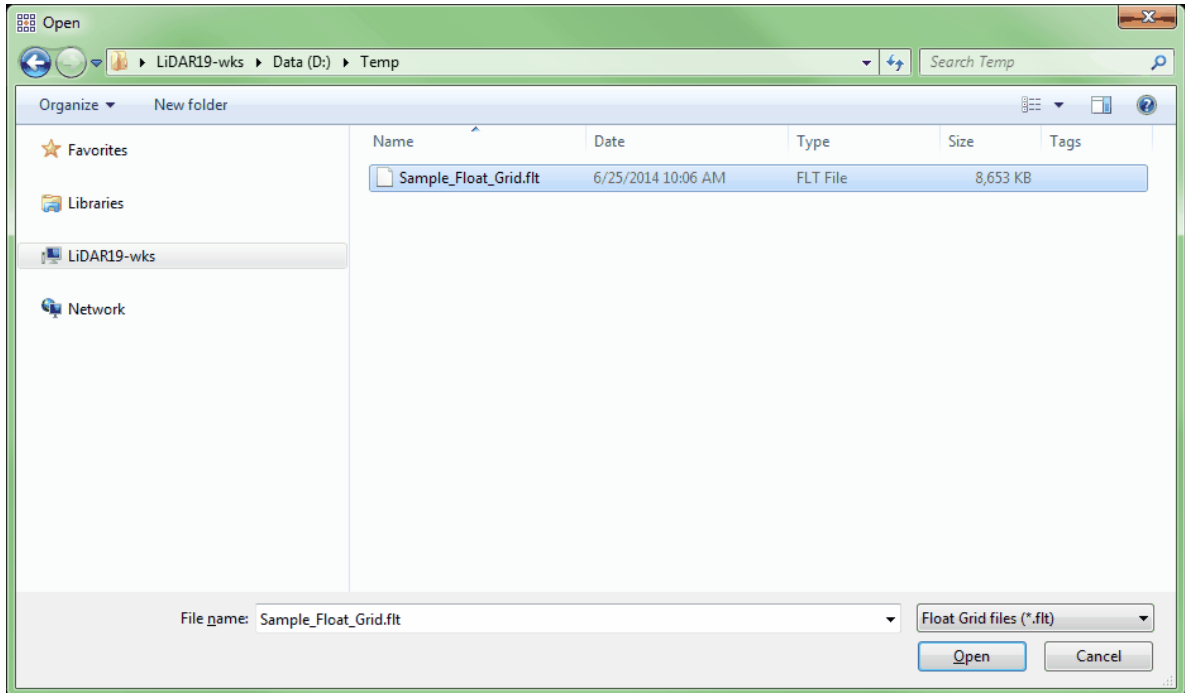 Open
LiDAR19-wks Data (D:) Temp Search Temp
Organize New folder
Name Date Type Size Tags
Favorites
Sample_Float_Grid.flt 6/25/2014 10:06 AM FLT File 8,653 KB
Libraries
LiDAR19-wks
Network
File name: Sample_Float_Grid.flt Float Grid files (*.flt)
Open Cancel